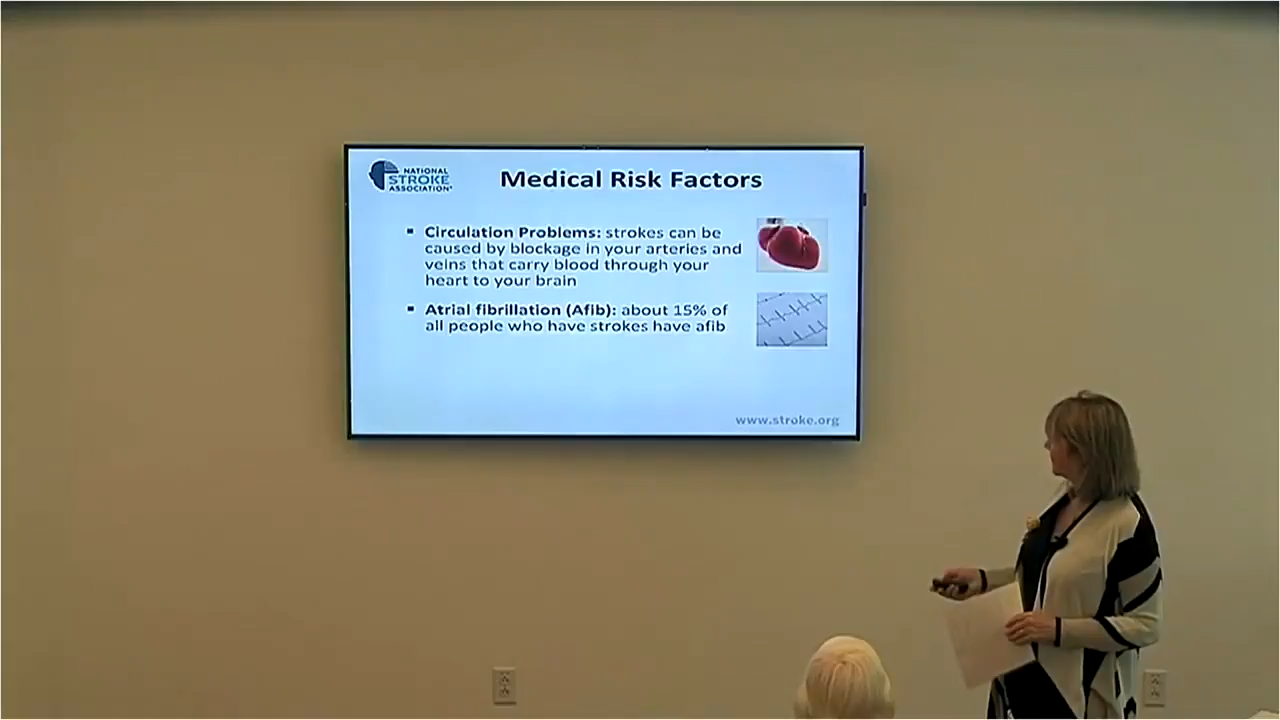 NATIONAL
STROKE
ASSOCIATION®
Medical Risk Factors
▪ Circulation Problems: strokes can be
caused by blockage in your arteries and
veins that carry blood through your
heart to your brain
▪ Atrial fibrillation (Afib): about 15% of
all people who have strokes have afib
www.stroke.org